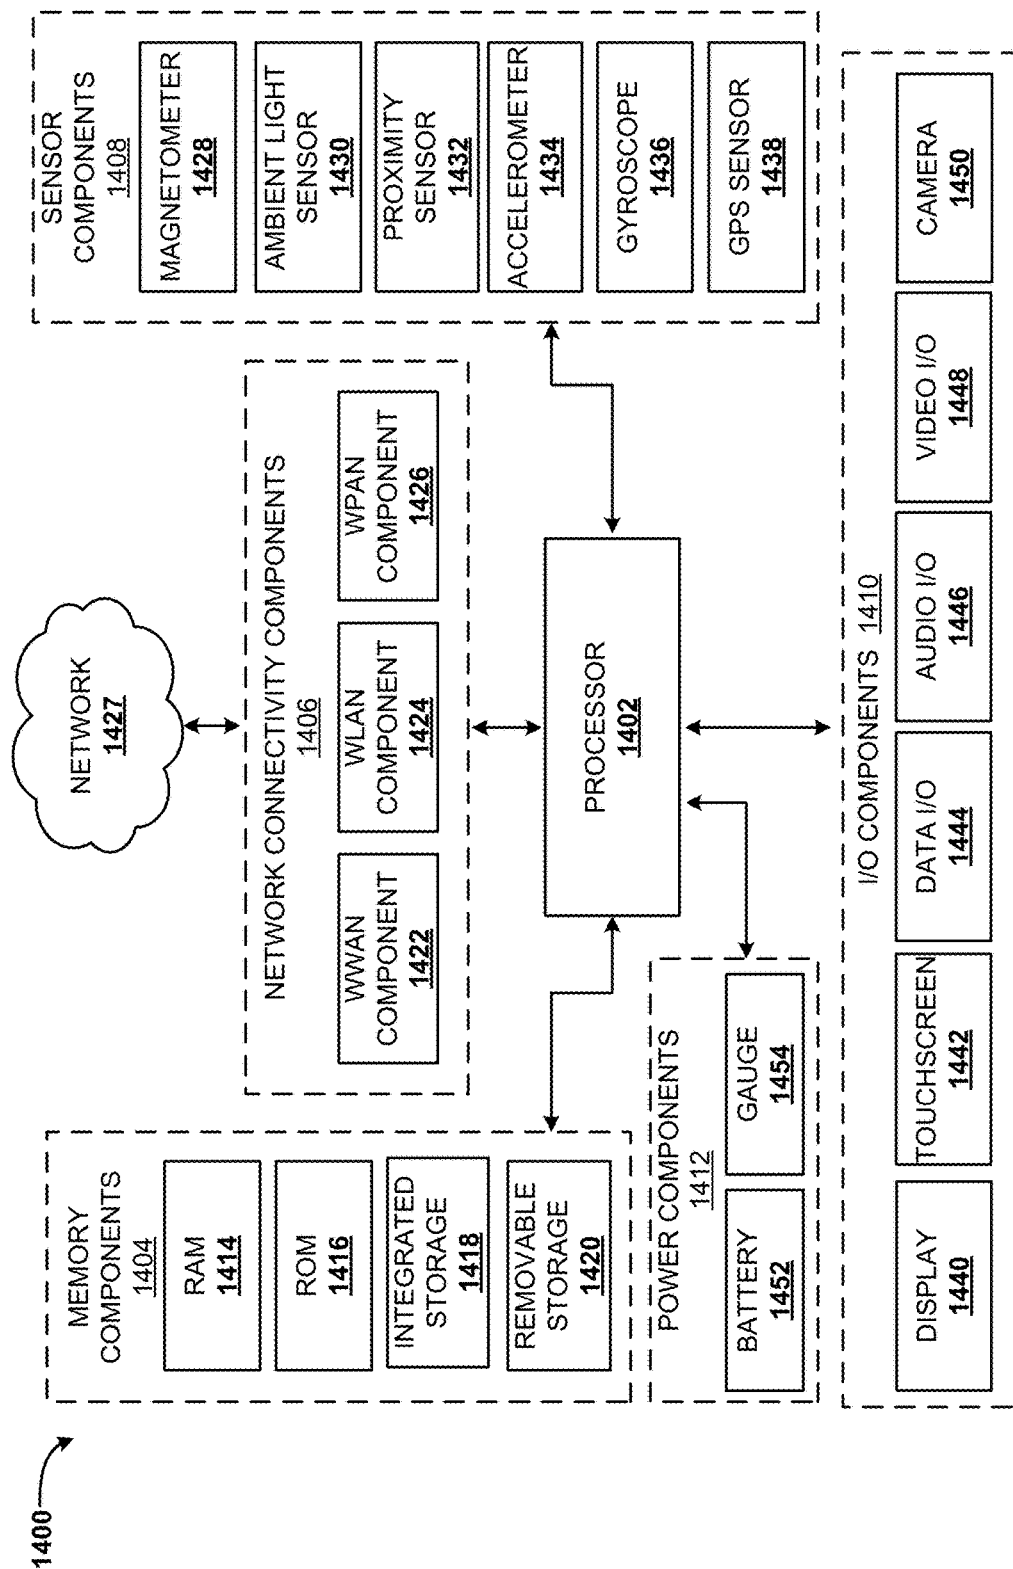 1400
NETWORK
1427
MEMORY
COMPONENTS
1404
RAM
1414
ROM
1416
INTEGRATED
STORAGE
1418
REMOVABLE
STORAGE
1420
NETWORK CONNECTIVITY COMPONENTS
1406
WWAN
COMPONENT
1422
WLAN
COMPONENT
1424
WPAN
COMPONENT
1426
SENSOR
COMPONENTS
1408
MAGNETOMETER
1428
AMBIENT LIGHT
SENSOR
1430
PROXIMITY
SENSOR
1432
ACCELEROMETER
1434
GYROSCOPE
1436
GPS SENSOR
1438
PROCESSOR
1402
POWER COMPONENTS
1412
BATTERY
1452
GAUGE
1454
I/O COMPONENTS 1410
DISPLAY
1440
TOUCHSCREEN
1442
DATA I/O
1444
AUDIO I/O
1446
VIDEO I/O
1448
CAMERA
1450